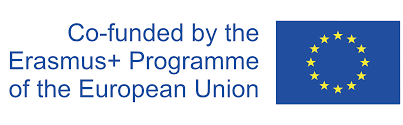 Co-funded by the
Erasmus+ Programme
of the European Union